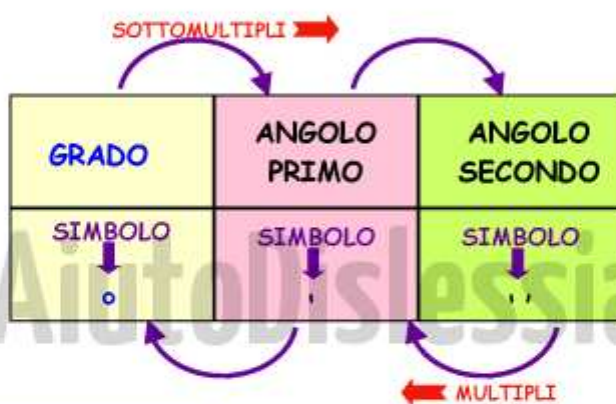 SOTTOMULTIPLI
GRADO
ANGOLO
PRIMO
ANGOLO
SECONDO
SIMBOLO
SIMBOLO
SIMBOLO
°
'
''
AiutoDislessia
MULTIPLI